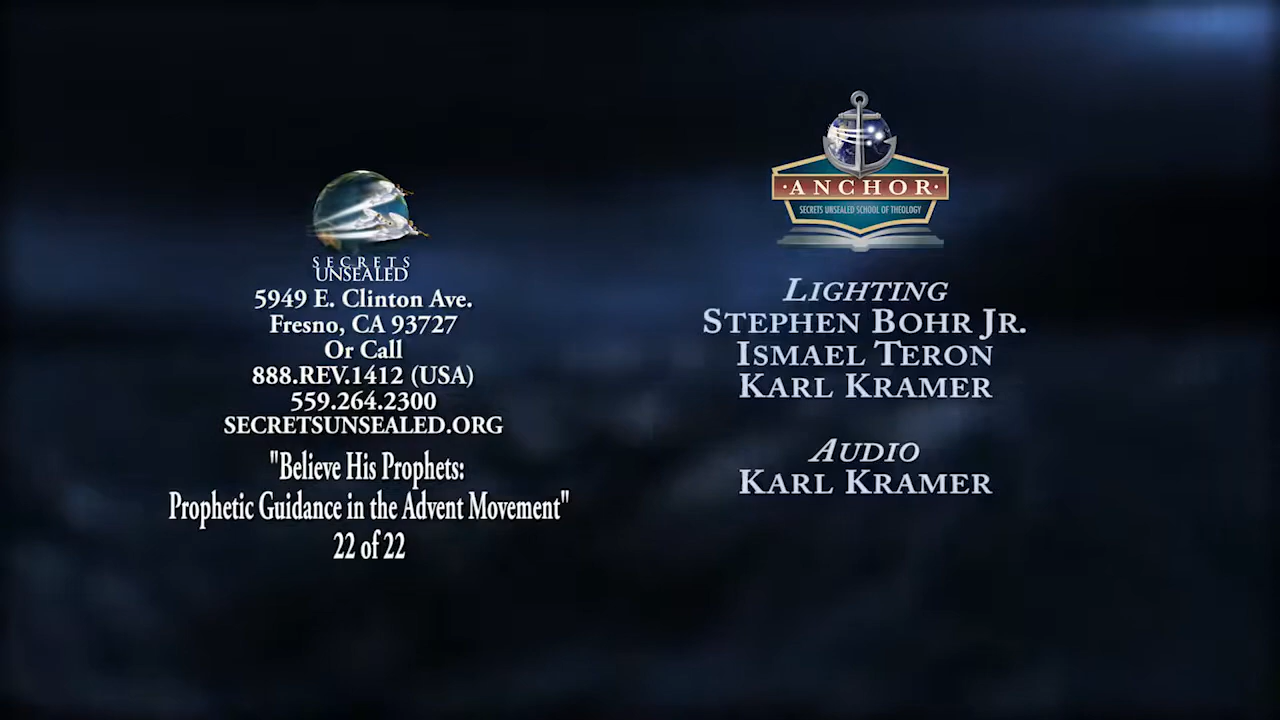 SECRETS
UNSEALED
5949 E. Clinton Ave.
Fresno, CA 93727
Or Call
888.REV.1412 (USA)
559.264.2300
SECRETSUNSEALED.ORG
"Believe His Prophets:
Prophetic Guidance in the Advent Movement"
22 of 22
·ANCHOR·
SECRETS UNSEALED SCHOOL OF THEOLOGY
LIGHTING
STEPHEN BOHR JR.
ISMAEL TERON
KARL KRAMER
AUDIO
KARL KRAMER